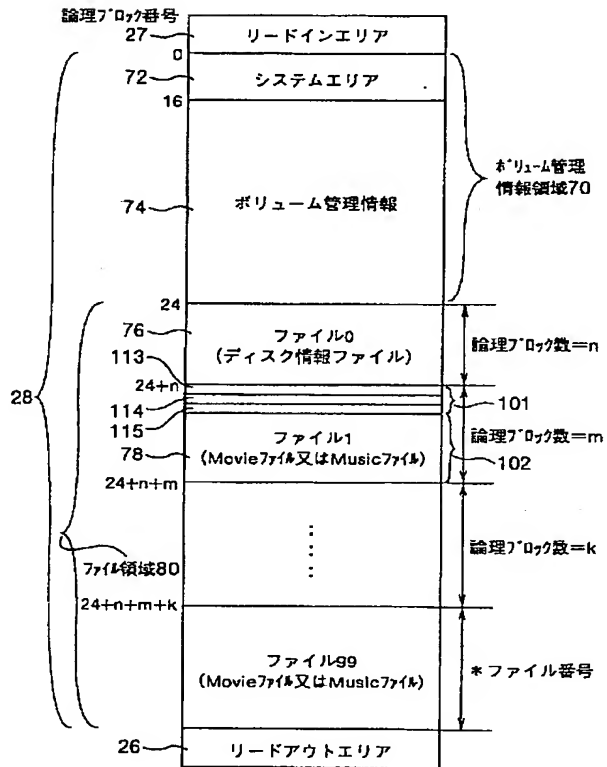 論理ブロック番号
27
リードインエリア
0
72
システムエリア
16
ボリューム管理
情報領域70
74
ボリューム管理情報
24
76
ファイル0
(ディスク情報ファイル)
論理ブロック数=n
113
24+n
28
114
101
115
ファイル1
論理ブロック数=m
78
(Movieファイル又はMusicファイル)
102
24+n+m
論理ブロック数=k
ファイル領域80
24+n+m+k
ファイル99
(Movieファイル又はMusicファイル)
*ファイル番号
26
リードアウトエリア